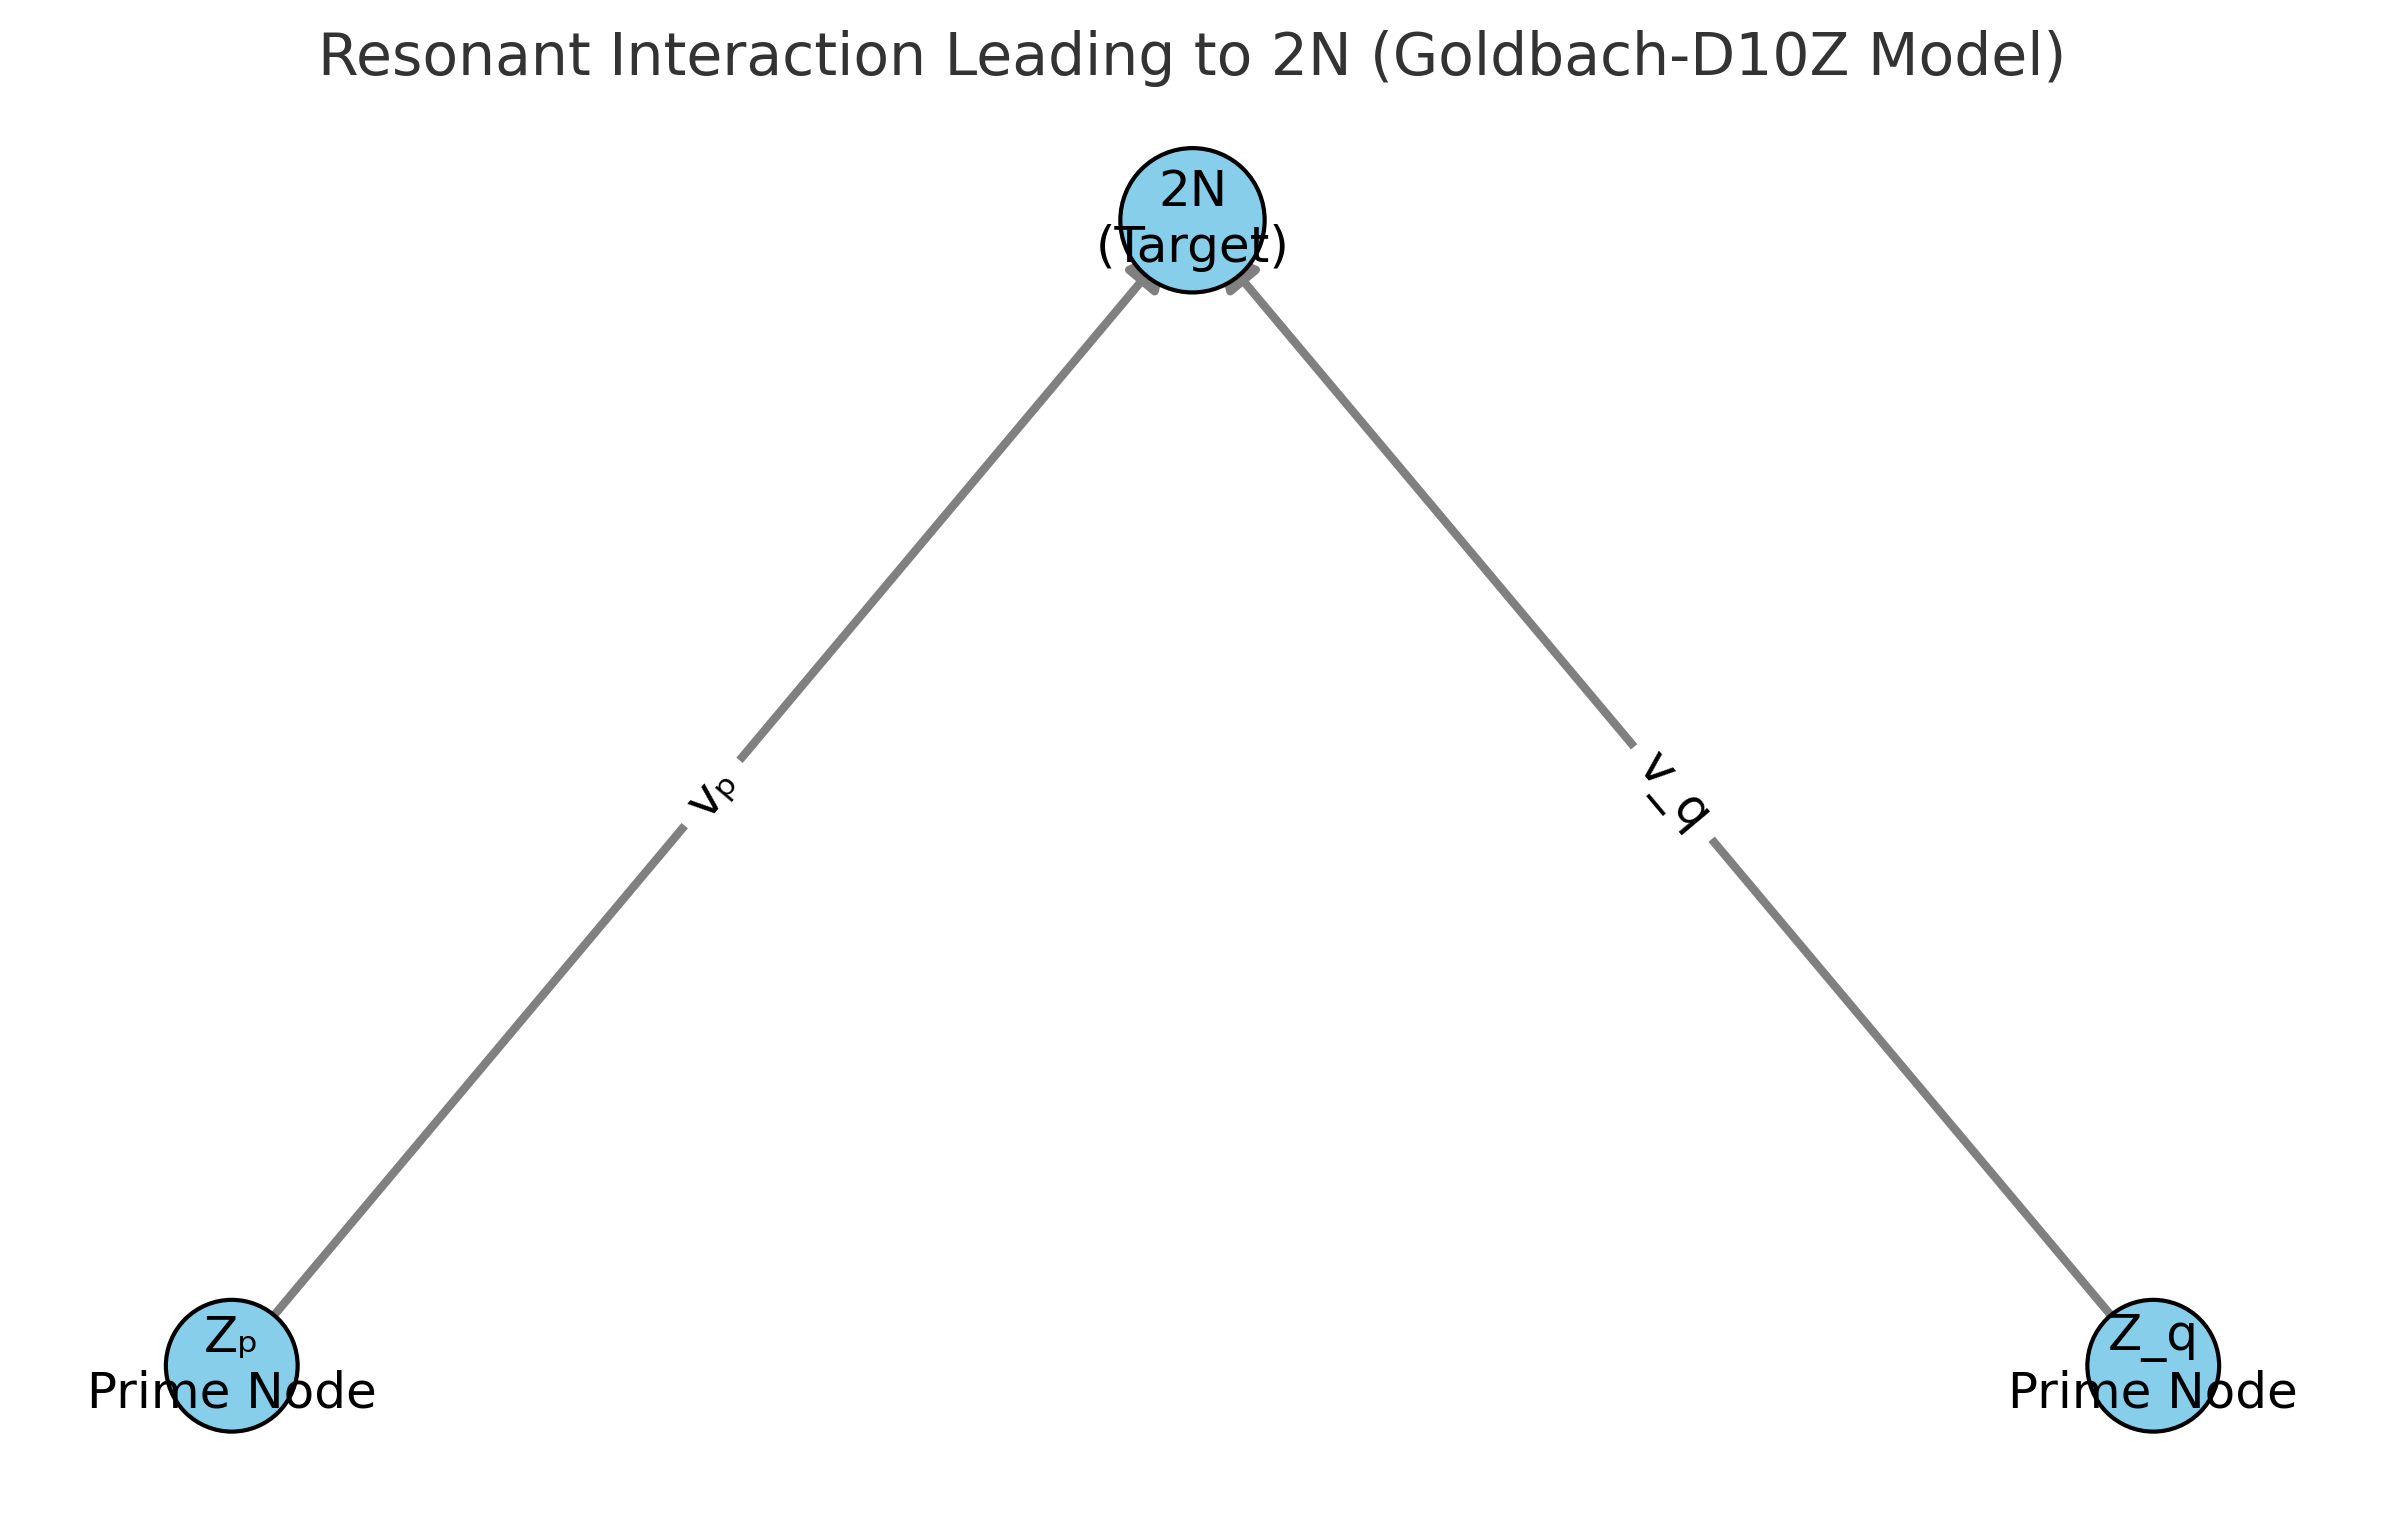 Resonant Interaction Leading to 2N (Goldbach-D10Z Model)
2N
(Target)
vₚ
v_q
Zₚ
Prime Node
Z_q
Prime Node